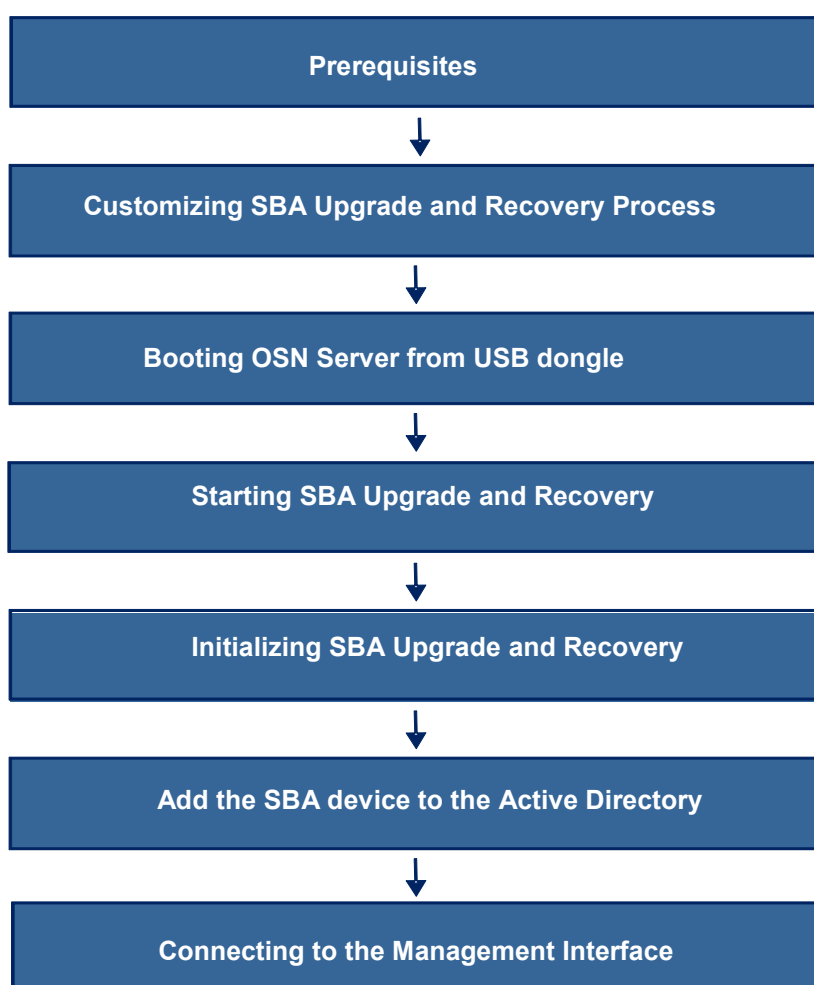 Prerequisites
Customizing SBA Upgrade and Recovery Process
Booting OSN Server from USB dongle
Starting SBA Upgrade and Recovery
Initializing SBA Upgrade and Recovery
Add the SBA device to the Active Directory
Connecting to the Management Interface